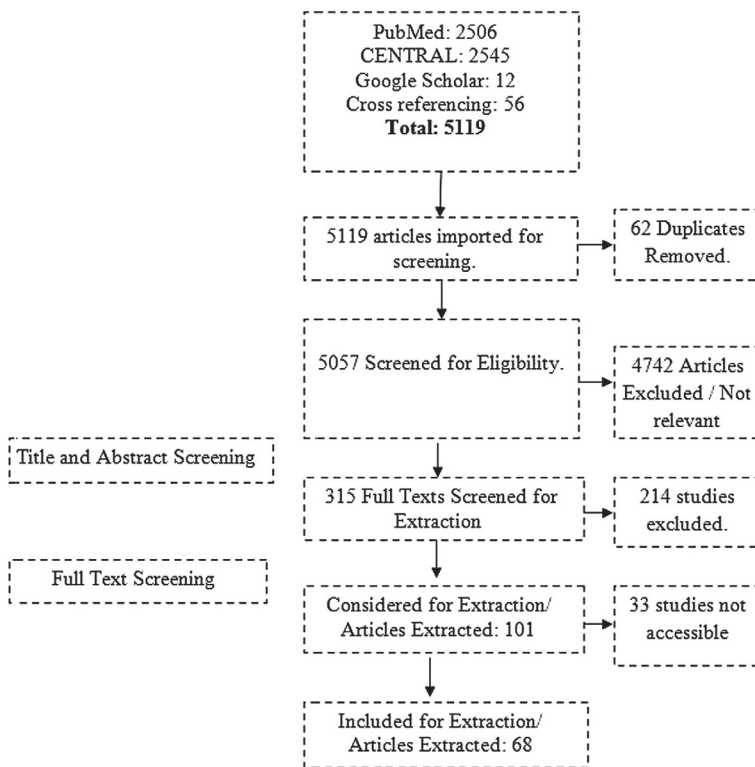 PubMed: 2506
CENTRAL: 2545
Google Scholar: 12
Cross referencing: 56
Total: 5119
5119 articles imported for
screening.
62 Duplicates
Removed.
5057 Screened for Eligibility.
4742 Articles
Excluded / Not
relevant
Title and Abstract Screening
315 Full Texts Screened for
Extraction
214 studies
excluded.
Full Text Screening
Considered for Extraction/
Articles Extracted: 101
33 studies not
accessible
Included for Extraction/
Articles Extracted: 68